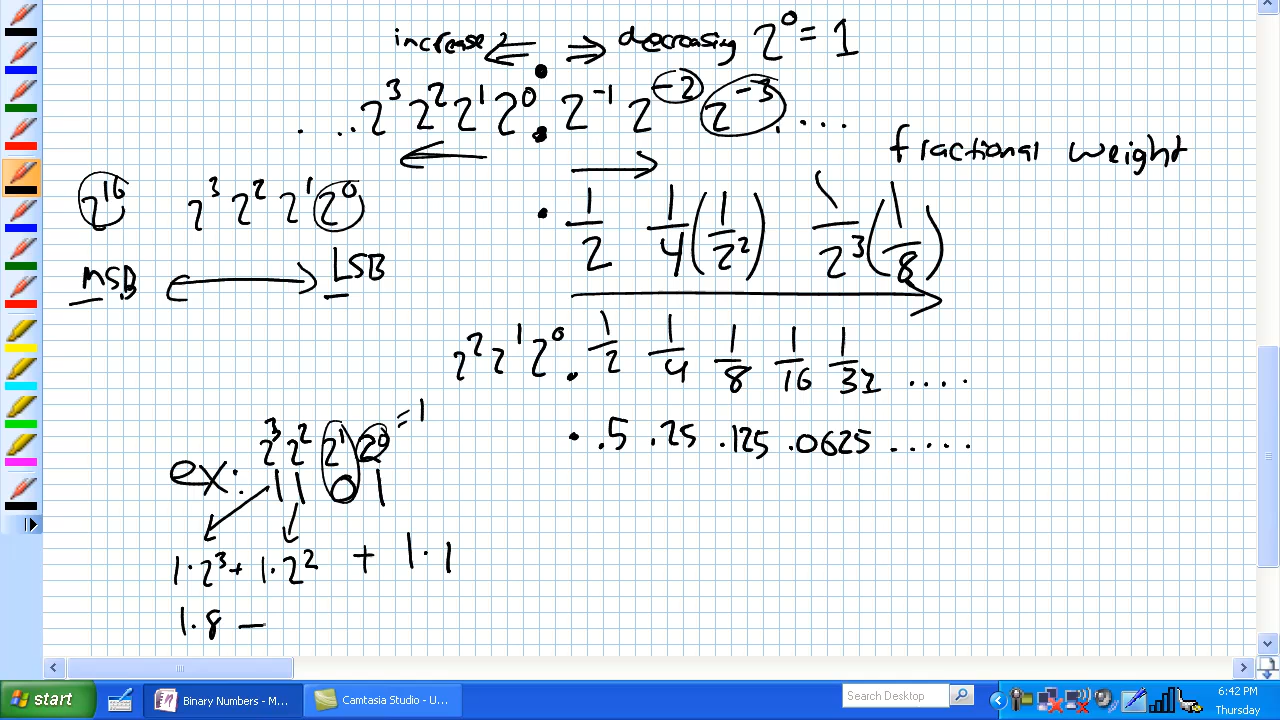 increase ⇐ ⇒ decreasing 2⁰ = 1
. ..2³ 2² 2¹ 2⁰ . 2⁻¹ 2⁻² 2⁻³ ....
fractional weight
2¹⁶ 2³ 2² 2¹ 2⁰ . 1/2 1/4 (1/2²) 1/2³ (1/8)
MSB ↔ LSB
2² 2¹ 2⁰ . 1/2 1/4 1/8 1/16 1/32 ....
. .5 .25 .125 .0625 .....
2³ 2² 2¹ 2⁰ = 1
ex: 1 1 0 1
1·2³ + 1·2² + 1·1
1·8 –
start
Binary Numbers - M...
Camtasia Studio - U...
Search Desktop
6:42 PM
Thursday